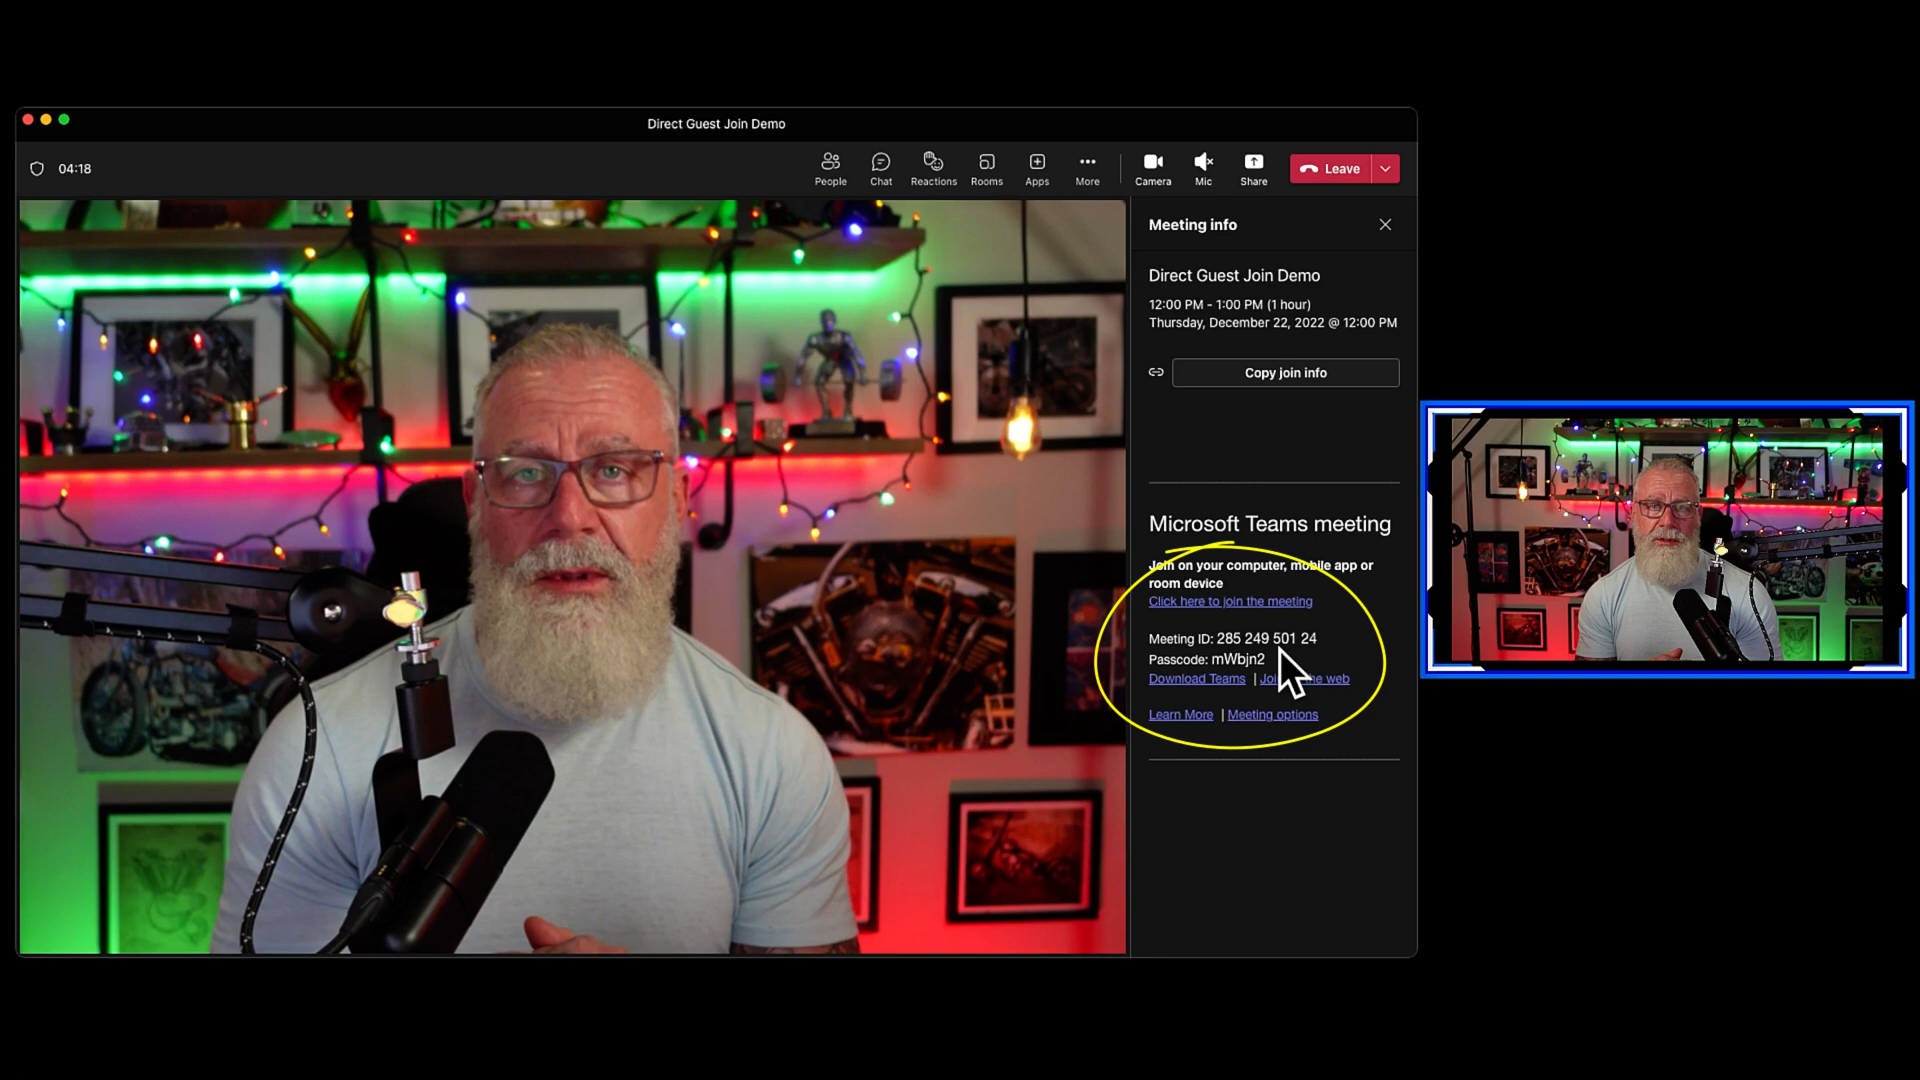 Direct Guest Join Demo
04:18
People
Chat
Reactions
Rooms
Apps
More
Camera
Mic
Share
Leave
Meeting info
Direct Guest Join Demo
12:00 PM - 1:00 PM (1 hour)
Thursday, December 22, 2022 @ 12:00 PM
Copy join info
Microsoft Teams meeting
Join on your computer, mobile app or
room device
Click here to join the meeting
Meeting ID: 285 249 501 24
Passcode: mWbjn2
Download Teams | web
Learn More | Meeting options